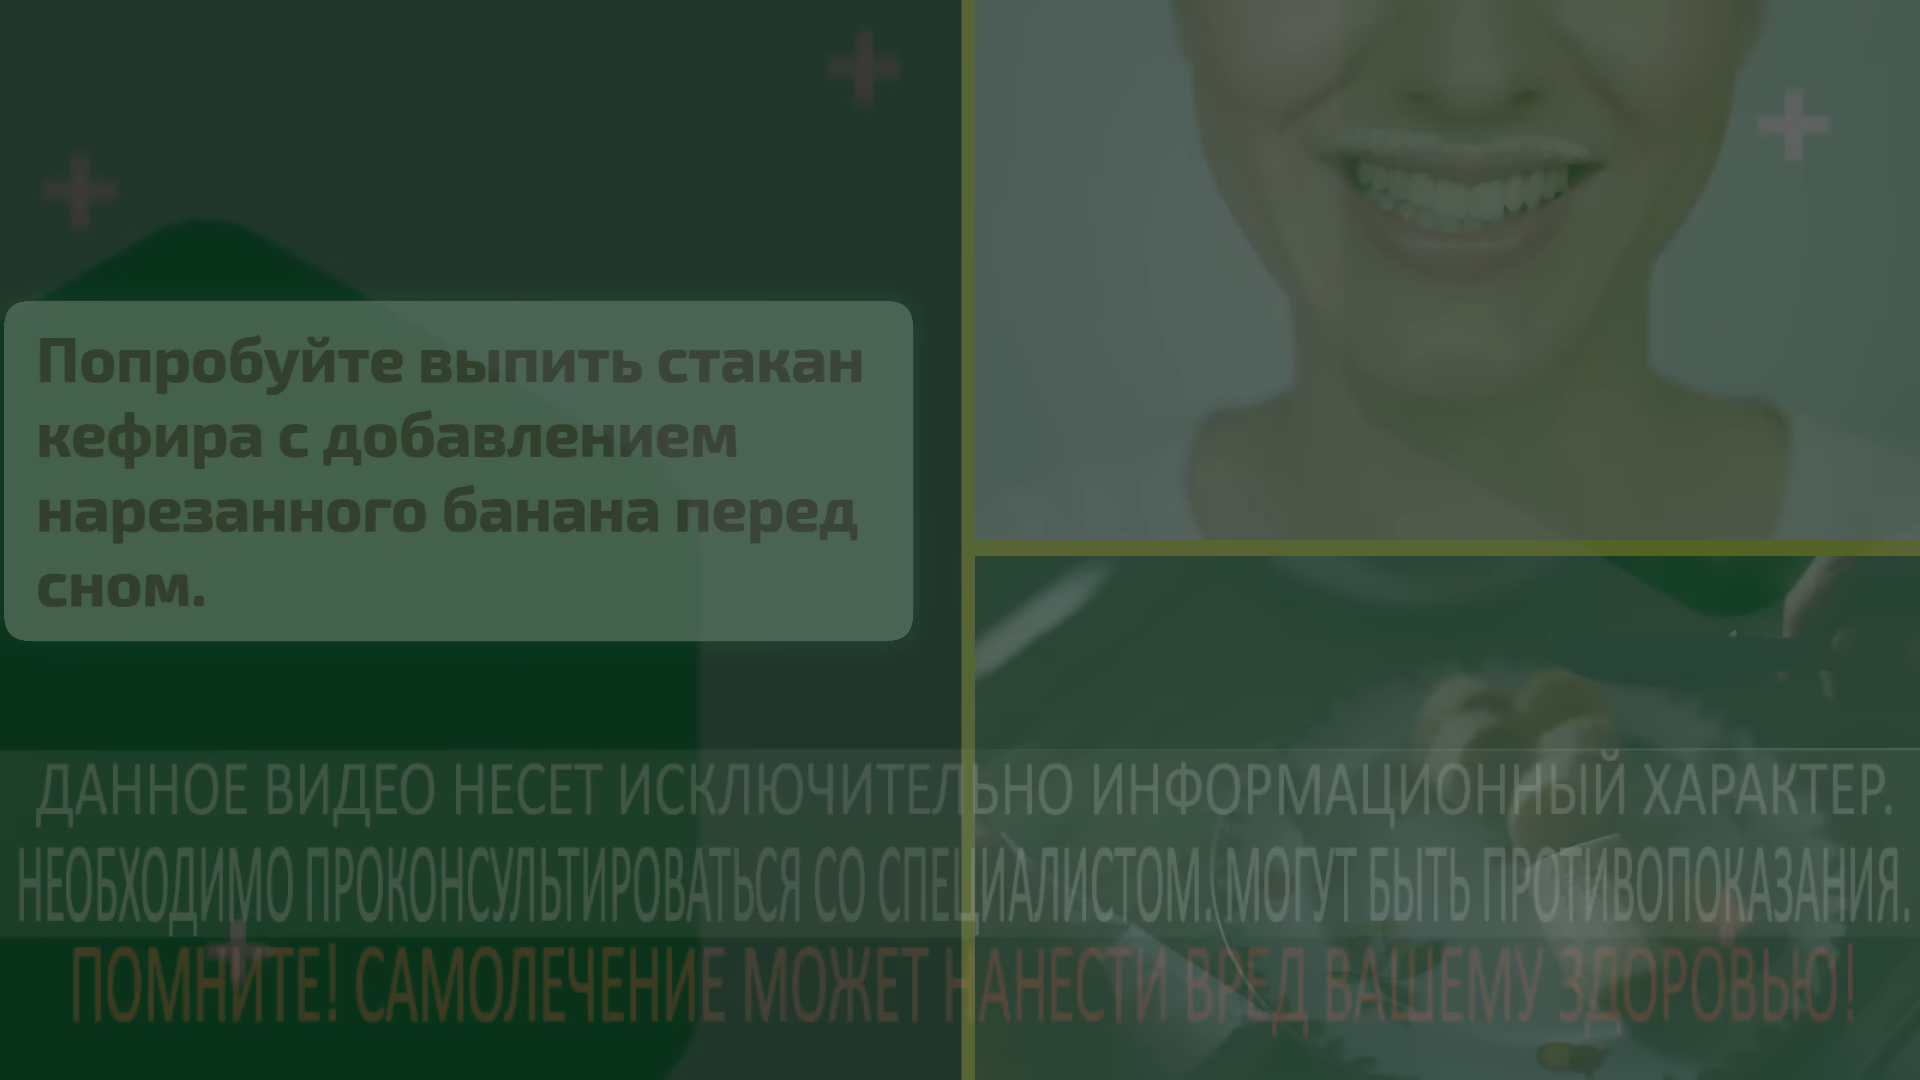 Попробуйте выпить стакан
кефира с добавлением
нарезанного банана перед
сном.
ДАННОЕ ВИДЕО НЕСЕТ ИСКЛЮЧИТЕЛЬНО ИНФОРМАЦИОННЫЙ ХАРАКТЕР.
НЕОБХОДИМО ПРОКОНСУЛЬТИРОВАТЬСЯ СО СПЕЦИАЛИСТОМ. МОГУТ БЫТЬ ПРОТИВОПОКАЗАНИЯ.
ПОМНИТЕ! САМОЛЕЧЕНИЕ МОЖЕТ НАНЕСТИ ВРЕД ВАШЕМУ ЗДОРОВЬЮ!